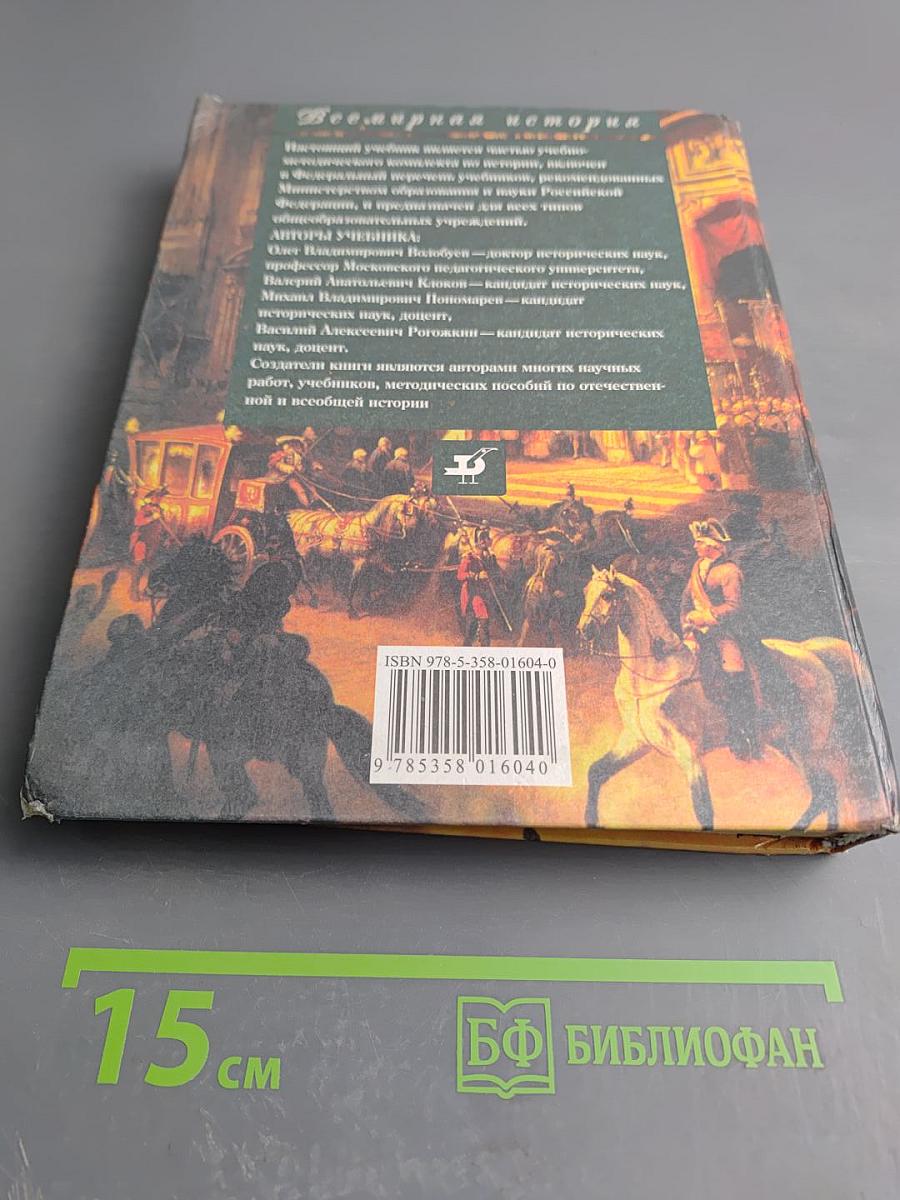 Всемирная история
Настоящий учебник является частью учебно-
методического комплекта по истории, включен
в Федеральный перечень учебников, рекомендованных
Министерством образования и науки Российской
Федерации, и предназначен для всех типов
общеобразовательных учреждений.
АВТОРЫ УЧЕБНИКА:
Олег Владимирович Волобуев — доктор исторических наук,
профессор Московского педагогического университета,
Валерий Анатольевич Клоков — кандидат исторических наук,
Михаил Владимирович Пономарев — кандидат
исторических наук, доцент,
Василий Алексеевич Рогожкин — кандидат исторических
наук, доцент.
Создатели книги являются авторами многих научных
работ, учебников, методических пособий по отечествен-
ной и всеобщей истории
ISBN 978-5-358-01604-0
9 785358 016040
15 см
БФ БИБЛИОФАН